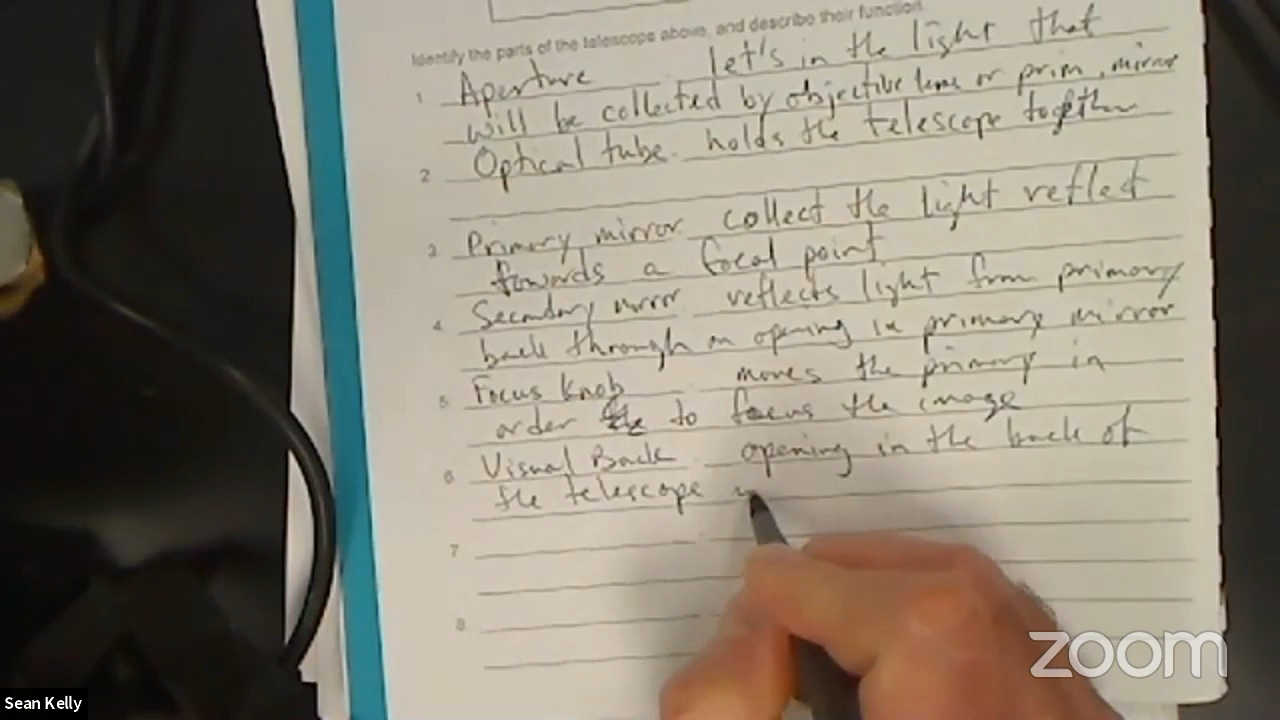 Identify the parts of the telescope above, and describe their function.
1 Aperture let's in the light that
will be collected by objective lens or prim. mirror
2 Optical tube holds the telescope together
3 Primary mirror collect the light reflect
towards a focal point
4 Secondary mirror reflects light from primary
back through an opening in primary mirror
5 Focus Knob moves the primary in
order to focus the image
6 Visual Back opening in the back of
the telescope
7
8
zoom
Sean Kelly